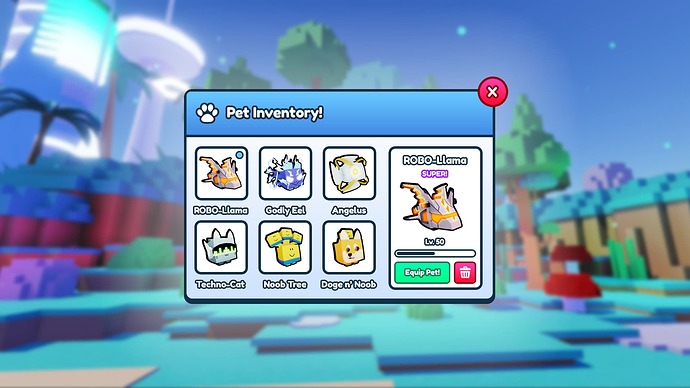 Pet Inventory!
ROBO-Llama
Godly Eel
Angelus
Techno-Cat
Noob Tree
Doge n' Noob
ROBO-Llama
SUPER!
Lv. 50
Equip Pet!